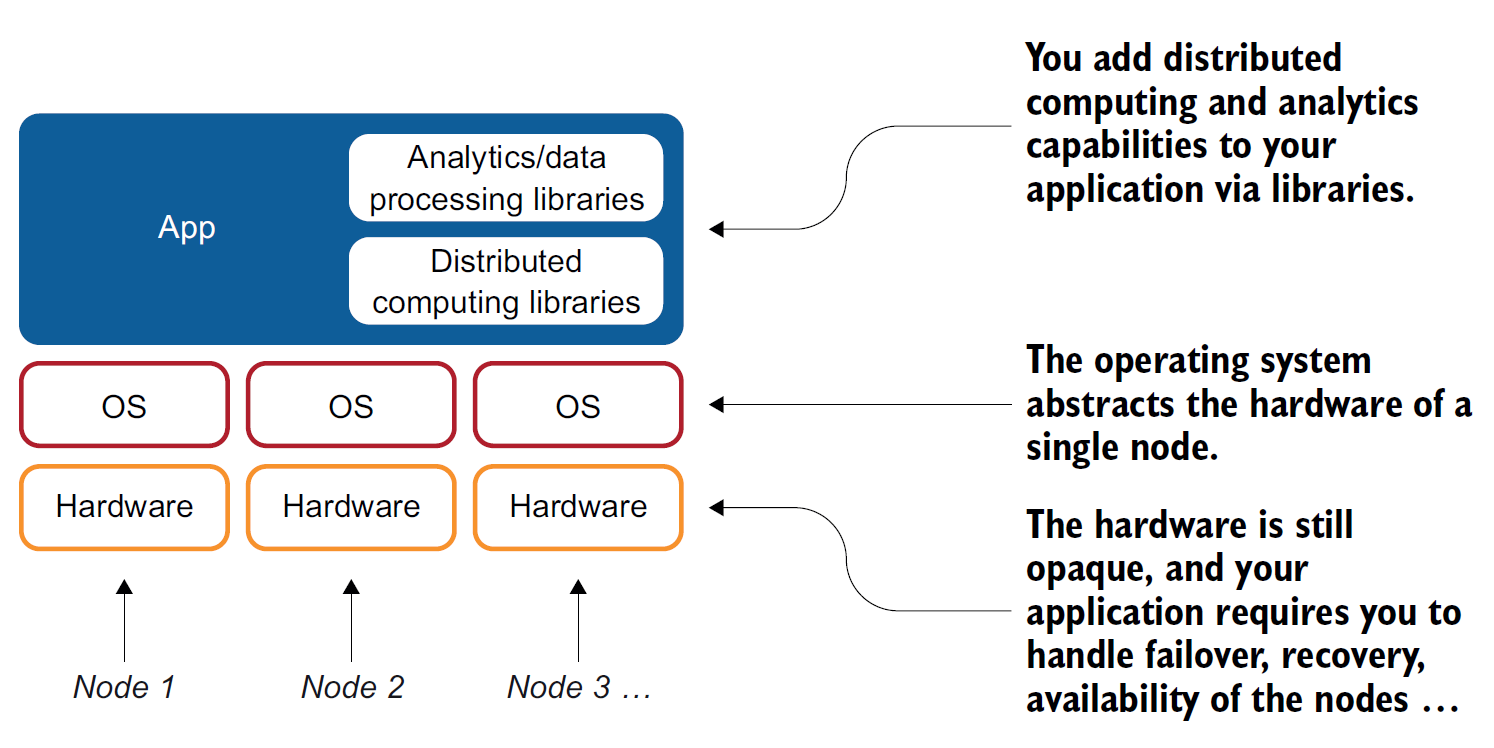 You add distributed
computing and analytics
capabilities to your
application via libraries.
Analytics/data
processing libraries
App
Distributed
computing libraries
The operating system
abstracts the hardware of a
single node.
OS
OS
OS
Hardware
Hardware
Hardware
The hardware is still
opaque, and your
application requires you to
handle failover, recovery,
availability of the nodes …
Node 1
Node 2
Node 3 …